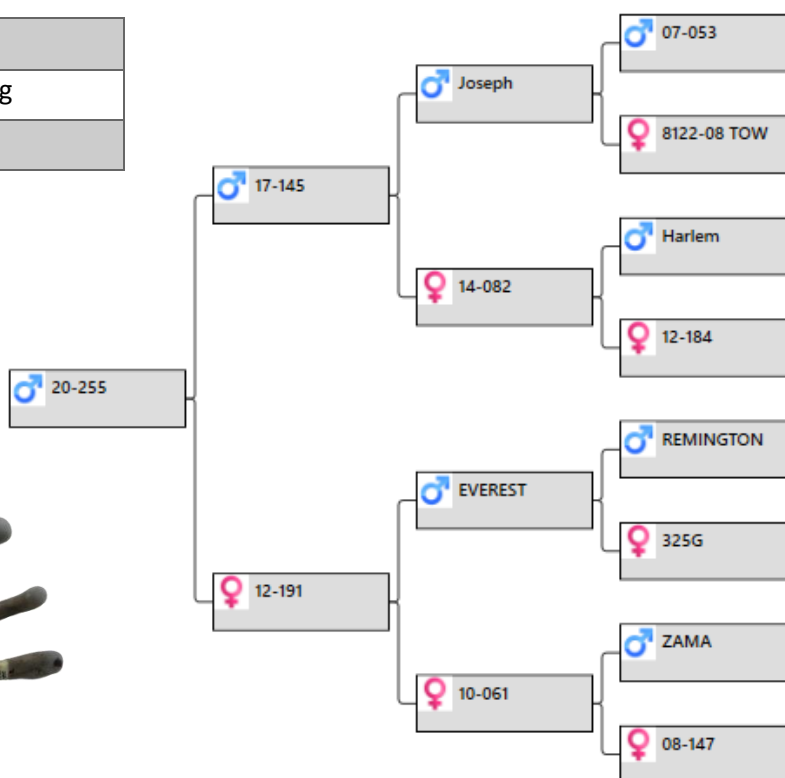 g
07-053
Joseph
8122-08 TOW
17-145
Harlem
14-082
12-184
20-255
REMINGTON
EVEREST
325G
12-191
ZAMA
10-061
08-147